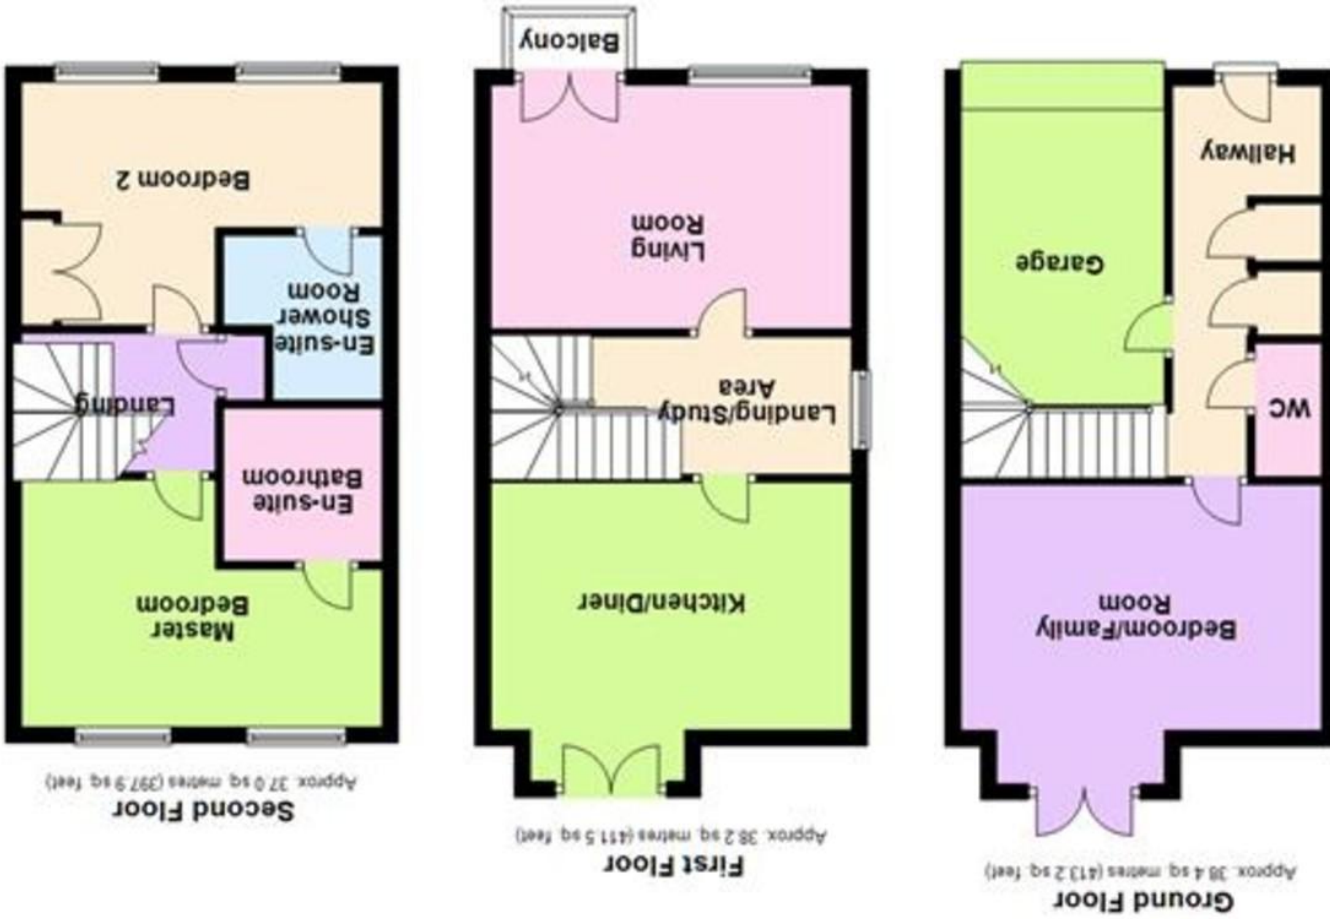 Ground Floor
Approx. 38.4 sq. metres (413.2 sq. feet)
Bedroom/Family
Room
WC
Garage
Hallway
First Floor
Approx. 38.2 sq. metres (411.5 sq. feet)
Kitchen/Diner
Landing/Study
Area
Living
Room
Balcony
Second Floor
Approx. 37.0 sq. metres (397.9 sq. feet)
Master
Bedroom
En-suite
Bathroom
Landing
En-suite
Shower
Room
Bedroom 2